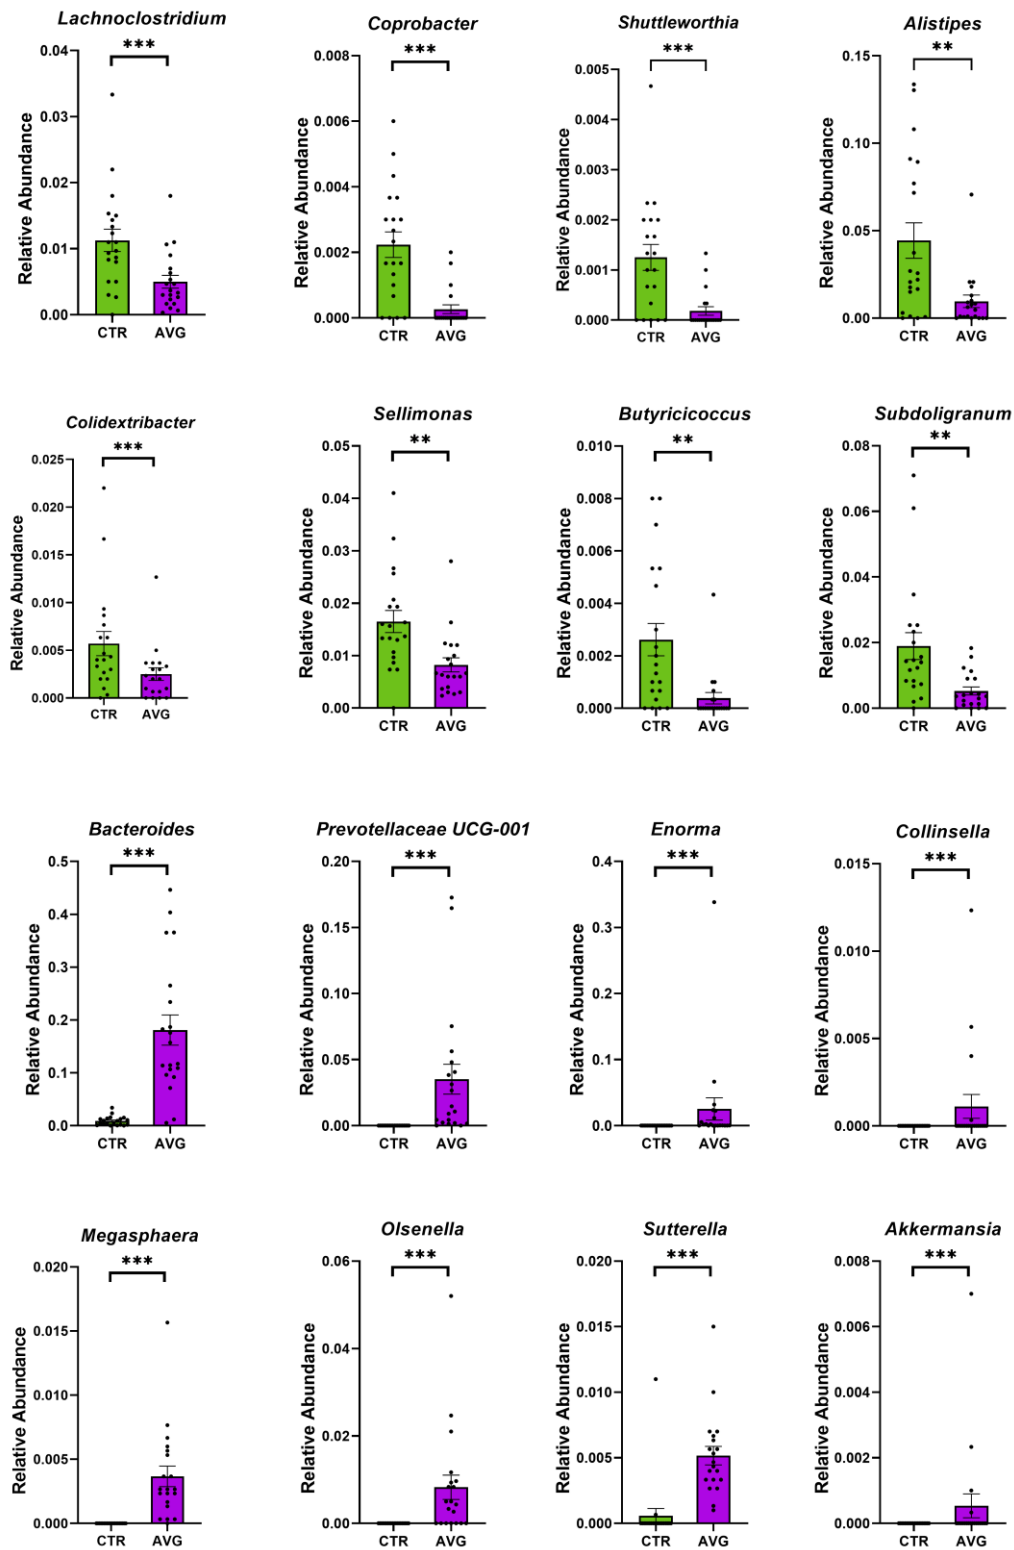 Lachnoclostridium
***
Relative Abundance
0.04
0.03
0.02
0.01
0.00
CTR AVG
Coprobacter
***
Relative Abundance
0.008
0.006
0.004
0.002
0.000
CTR AVG
Shuttleworthia
***
Relative Abundance
0.005
0.004
0.003
0.002
0.001
0.000
CTR AVG
Alistipes
**
Relative Abundance
0.15
0.10
0.05
0.00
CTR AVG
Colidextribacter
***
Relative Abundance
0.025
0.020
0.015
0.010
0.005
0.000
CTR AVG
Sellimonas
**
Relative Abundance
0.05
0.04
0.03
0.02
0.01
0.00
CTR AVG
Butyricicoccus
**
Relative Abundance
0.010
0.008
0.006
0.004
0.002
0.000
CTR AVG
Subdoligranum
**
Relative Abundance
0.08
0.06
0.04
0.02
0.00
CTR AVG
Bacteroides
***
Relative Abundance
0.5
0.4
0.3
0.2
0.1
0.0
CTR AVG
Prevotellaceae UCG-001
***
Relative Abundance
0.20
0.15
0.10
0.05
0.00
CTR AVG
Enorma
***
Relative Abundance
0.4
0.3
0.2
0.1
0.0
CTR AVG
Collinsella
***
Relative Abundance
0.015
0.010
0.005
0.000
CTR AVG
Megasphaera
***
Relative Abundance
0.020
0.015
0.010
0.005
0.000
CTR AVG
Olsenella
***
Relative Abundance
0.06
0.04
0.02
0.00
CTR AVG
Sutterella
***
Relative Abundance
0.020
0.015
0.010
0.005
0.000
CTR AVG
Akkermansia
***
Relative Abundance
0.008
0.006
0.004
0.002
0.000
CTR AVG